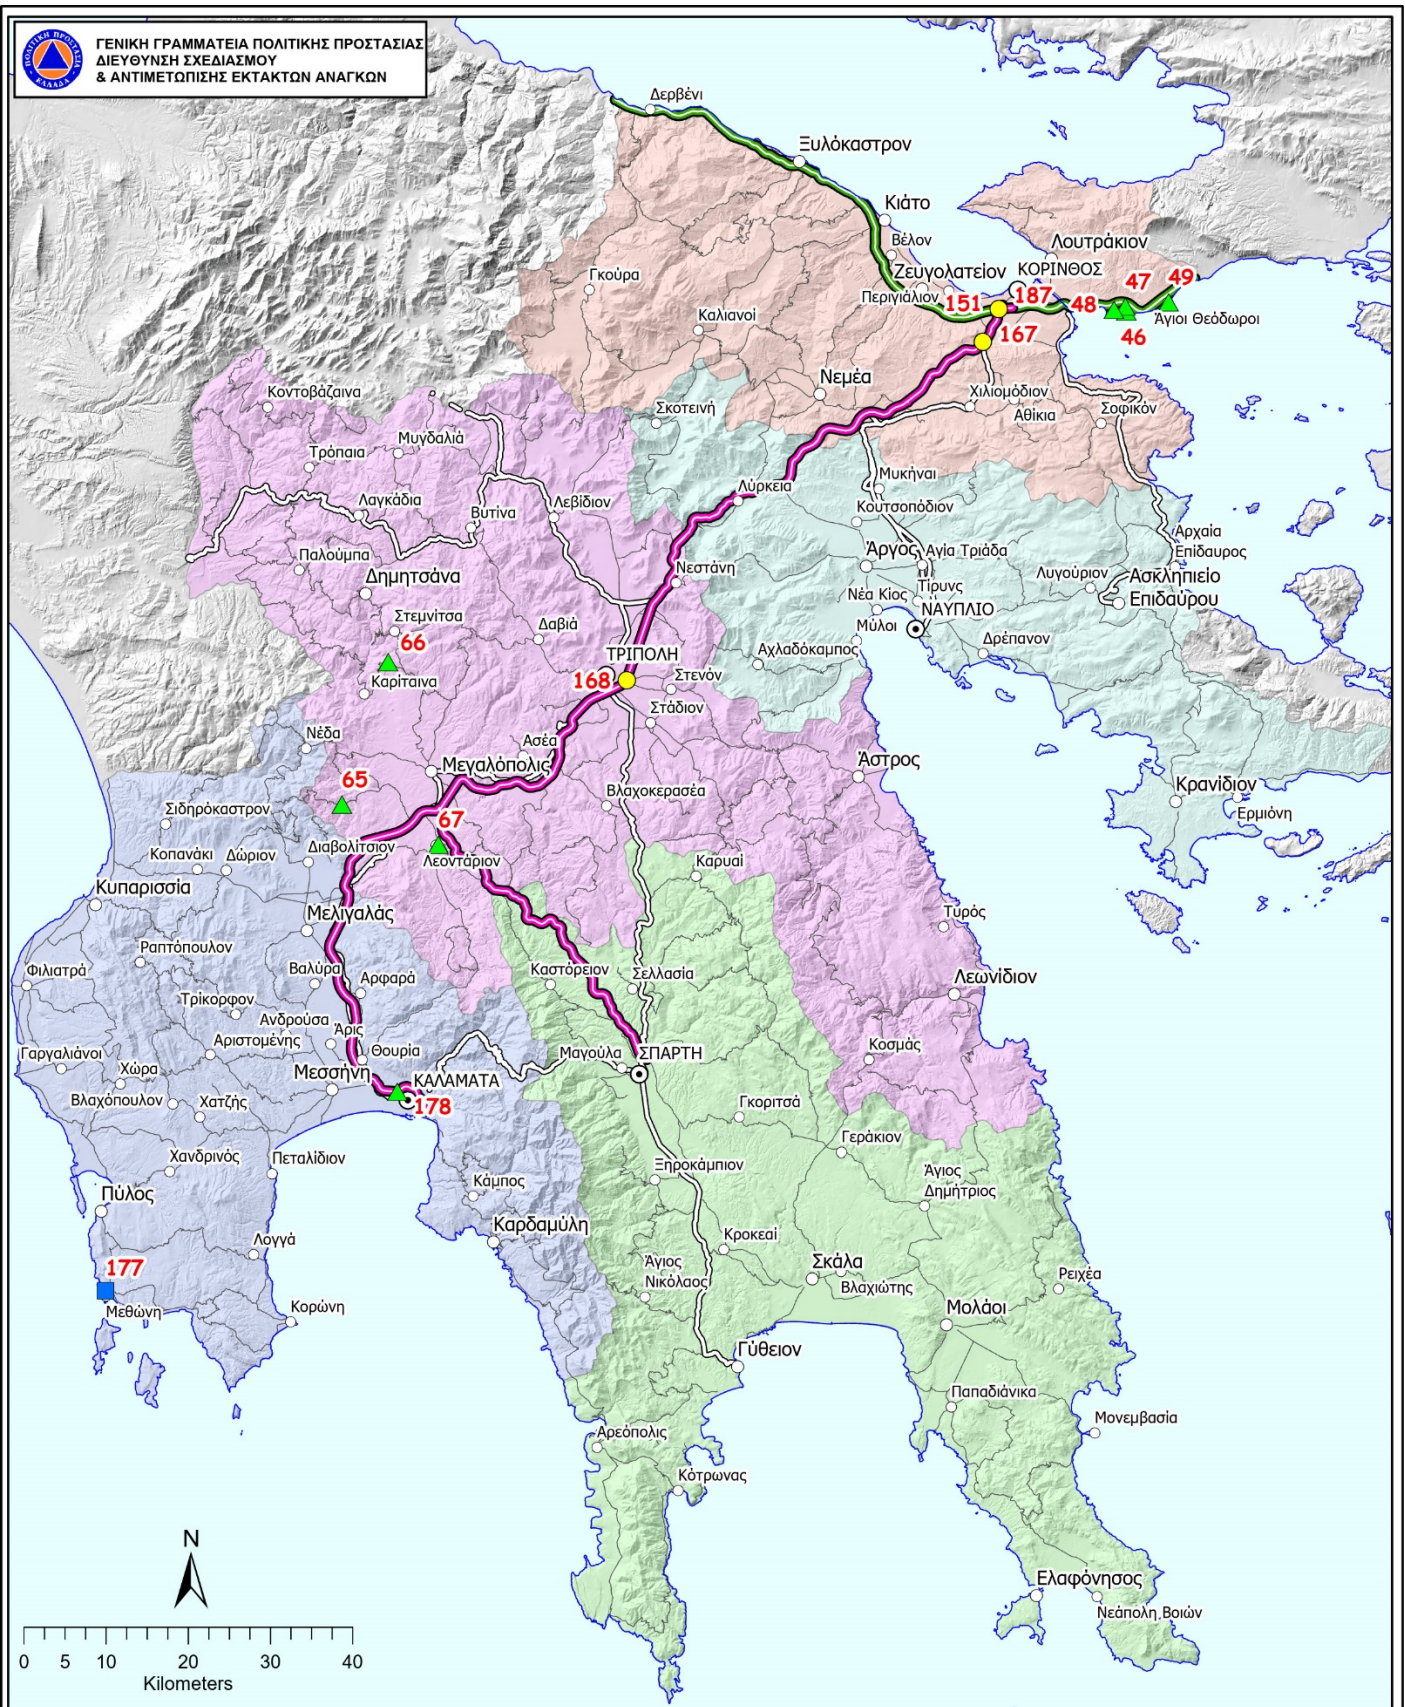 ΓΕΝΙΚΗ ΓΡΑΜΜΑΤΕΙΑ ΠΟΛΙΤΙΚΗΣ ΠΡΟΣΤΑΣΙΑΣ
ΔΙΕΥΘΥΝΣΗ ΣΧΕΔΙΑΣΜΟΥ
& ΑΝΤΙΜΕΤΩΠΙΣΗΣ ΕΚΤΑΚΤΩΝ ΑΝΑΓΚΩΝ
ΠΟΛΙΤΙΚΗ ΠΡΟΣΤΑΣΙΑ
ΕΛΛΑΔΑ
Δερβένι
Ξυλόκαστρον
Κιάτο
Βέλον
Λουτράκιον
Ζευγολατείον
ΚΟΡΙΝΘΟΣ
47
49
Γκούρα
Περιγιάλιον
151
187
48
Άγιοι Θεόδωροι
Καλιανοί
167
46
Νεμέα
Χιλιομόδιον
Αθίκια
Σοφικόν
Κοντοβάζαινα
Σκοτεινή
Μυγδαλιά
Τρόπαια
Λαγκάδια
Βυτίνα
Λεβίδιον
Λύρκεια
Μυκήναι
Κουτσοπόδιον
Αρχαία
Επίδαυρος
Παλούμπα
Δημητσάνα
Νεστάνη
Άργος
Αγία Τριάδα
Λυγούριον
Ασκληπιείο
Επιδαύρου
Τίρυνς
Νέα Κίος
ΝΑΥΠΛΙΟ
Στεμνίτσα
66
Δαβιά
Μύλοι
Δρέπανον
ΤΡΙΠΟΛΗ
Αχλαδόκαμπος
Καρίταινα
168
Στενόν
Στάδιον
Νέδα
Ασέα
Μεγαλόπολις
Άστρος
65
Βλαχοκερασέα
Κρανίδιον
Ερμιόνη
Σιδηρόκαστρον
67
Κοπανάκι
Δώριον
Διαβολίτσιον
Λεοντάριον
Καρυαί
Κυπαρισσία
Μελιγαλάς
Τυρός
Ραπτόπουλον
Φιλιατρά
Βαλύρα
Αρφαρά
Καστόρειον
Σελλασία
Λεωνίδιον
Τρίκορφον
Ανδρούσα
Αριστομένης
Άρις
Γαργαλιάνοι
Θουρία
Μαγούλα
ΣΠΑΡΤΗ
Κοσμάς
Χώρα
Μεσσήνη
ΚΑΛΑΜΑΤΑ
178
Βλαχόπουλον
Χατζής
Γκοριτσά
Γεράκιον
Χανδρινός
Πεταλίδιον
Ξηροκάμπιον
Άγιος
Δημήτριος
Κάμπος
Πύλος
Καρδαμύλη
Λογγά
Κροκεαί
Άγιος
Νικόλαος
Σκάλα
Βλαχιώτης
Ρειχέα
177
Μεθώνη
Κορώνη
Μολάοι
Γύθειον
Παπαδιάνικα
Μονεμβασία
Αρεόπολις
Κότρωνας
Ελαφόνησος
Νεάπολη Βοιών
N
0 5 10 20 30 40
Kilometers